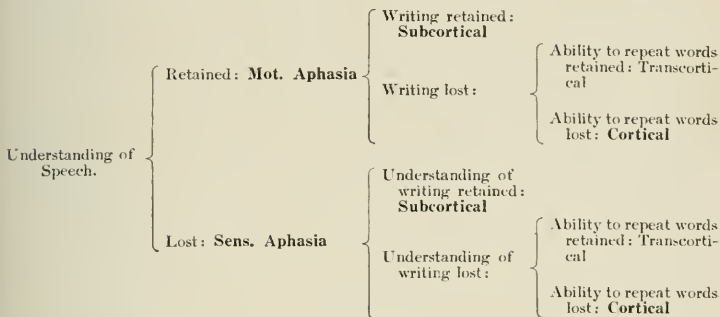 Writing retained:
Subcortical
Ability to repeat words
retained: Transcorti-
cal
Retained: Mot. Aphasia
Writing lost:
Ability to repeat words
lost: Cortical
Understanding of
Speech.
Understanding of
writing retained:
Subcortical
Ability to repeat words
retained: Transcorti-
cal
Lost: Sens. Aphasia
Understanding of
writing lost:
Ability to repeat words
lost: Cortical